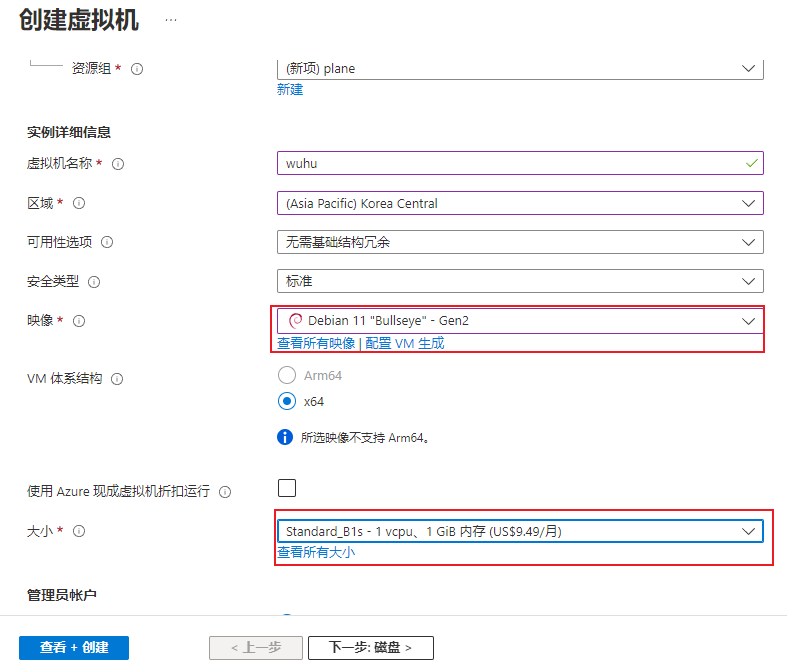 创建虚拟机 ...
资源组 *
(新项) plane
新建
实例详细信息
虚拟机名称 *
wuhu
区域 *
(Asia Pacific) Korea Central
可用性选项
无需基础结构冗余
安全类型
标准
映像 *
Debian 11 "Bullseye" - Gen2
查看所有映像 | 配置 VM 生成
VM 体系结构
Arm64
x64
所选映像不支持 Arm64。
使用 Azure 现成虚拟机折扣运行
大小 *
Standard_B1s - 1 vcpu、1 GiB 内存 (US$9.49/月)
查看所有大小
管理员帐户
查看 + 创建
< 上一步
下一步: 磁盘 >